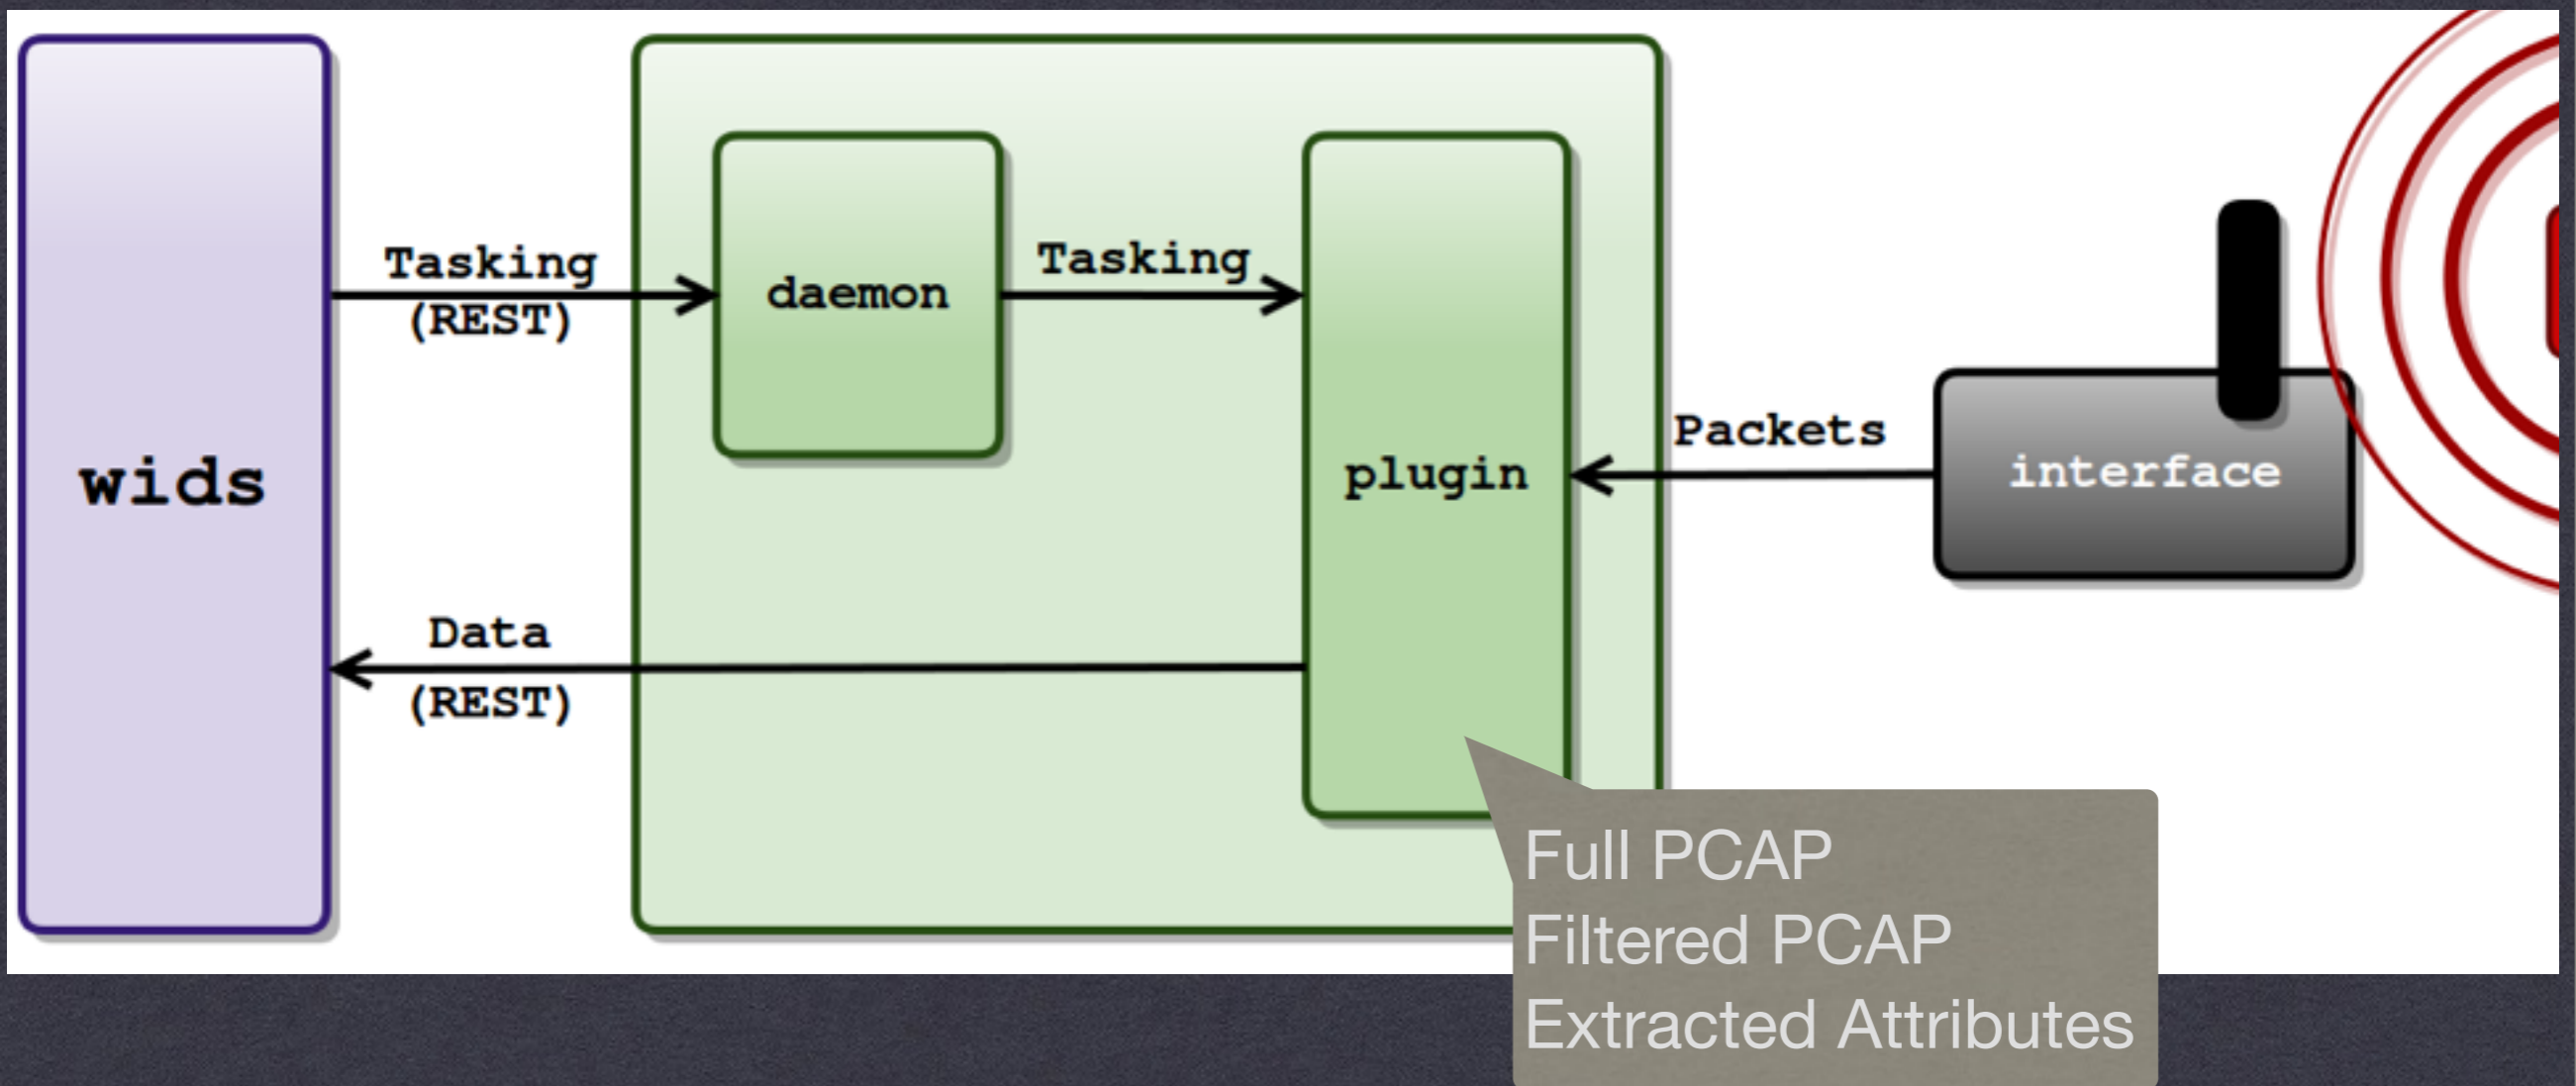 wids
Tasking
(REST)
daemon
Tasking
plugin
Packets
interface
Data
(REST)
Full PCAP
Filtered PCAP
Extracted Attributes